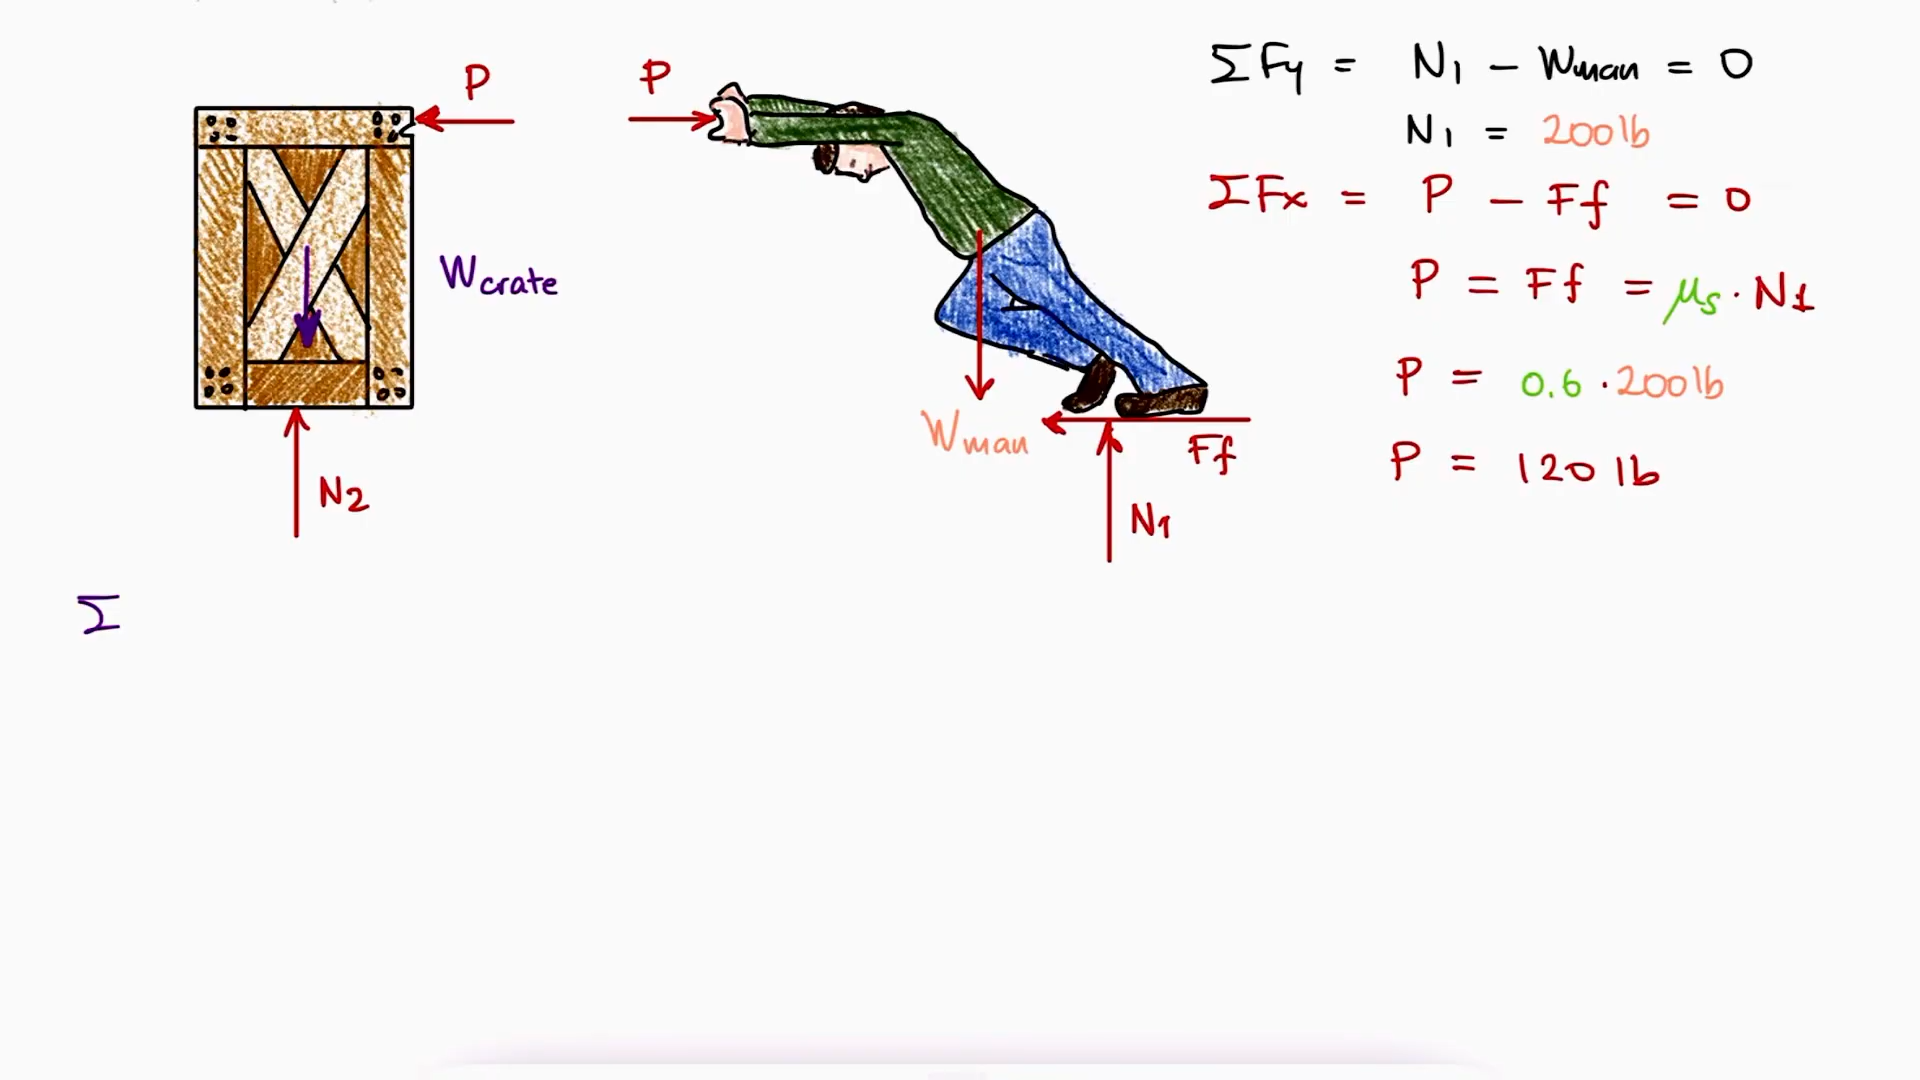 P
P
Wcrate
N2
Wman
Ff
N1
ΣFy = N1 - Wman = 0
N1 = 200lb
ΣFx = P - Ff = 0
P = Ff = μs · N1
P = 0.6 · 200lb
P = 120 lb
Σ